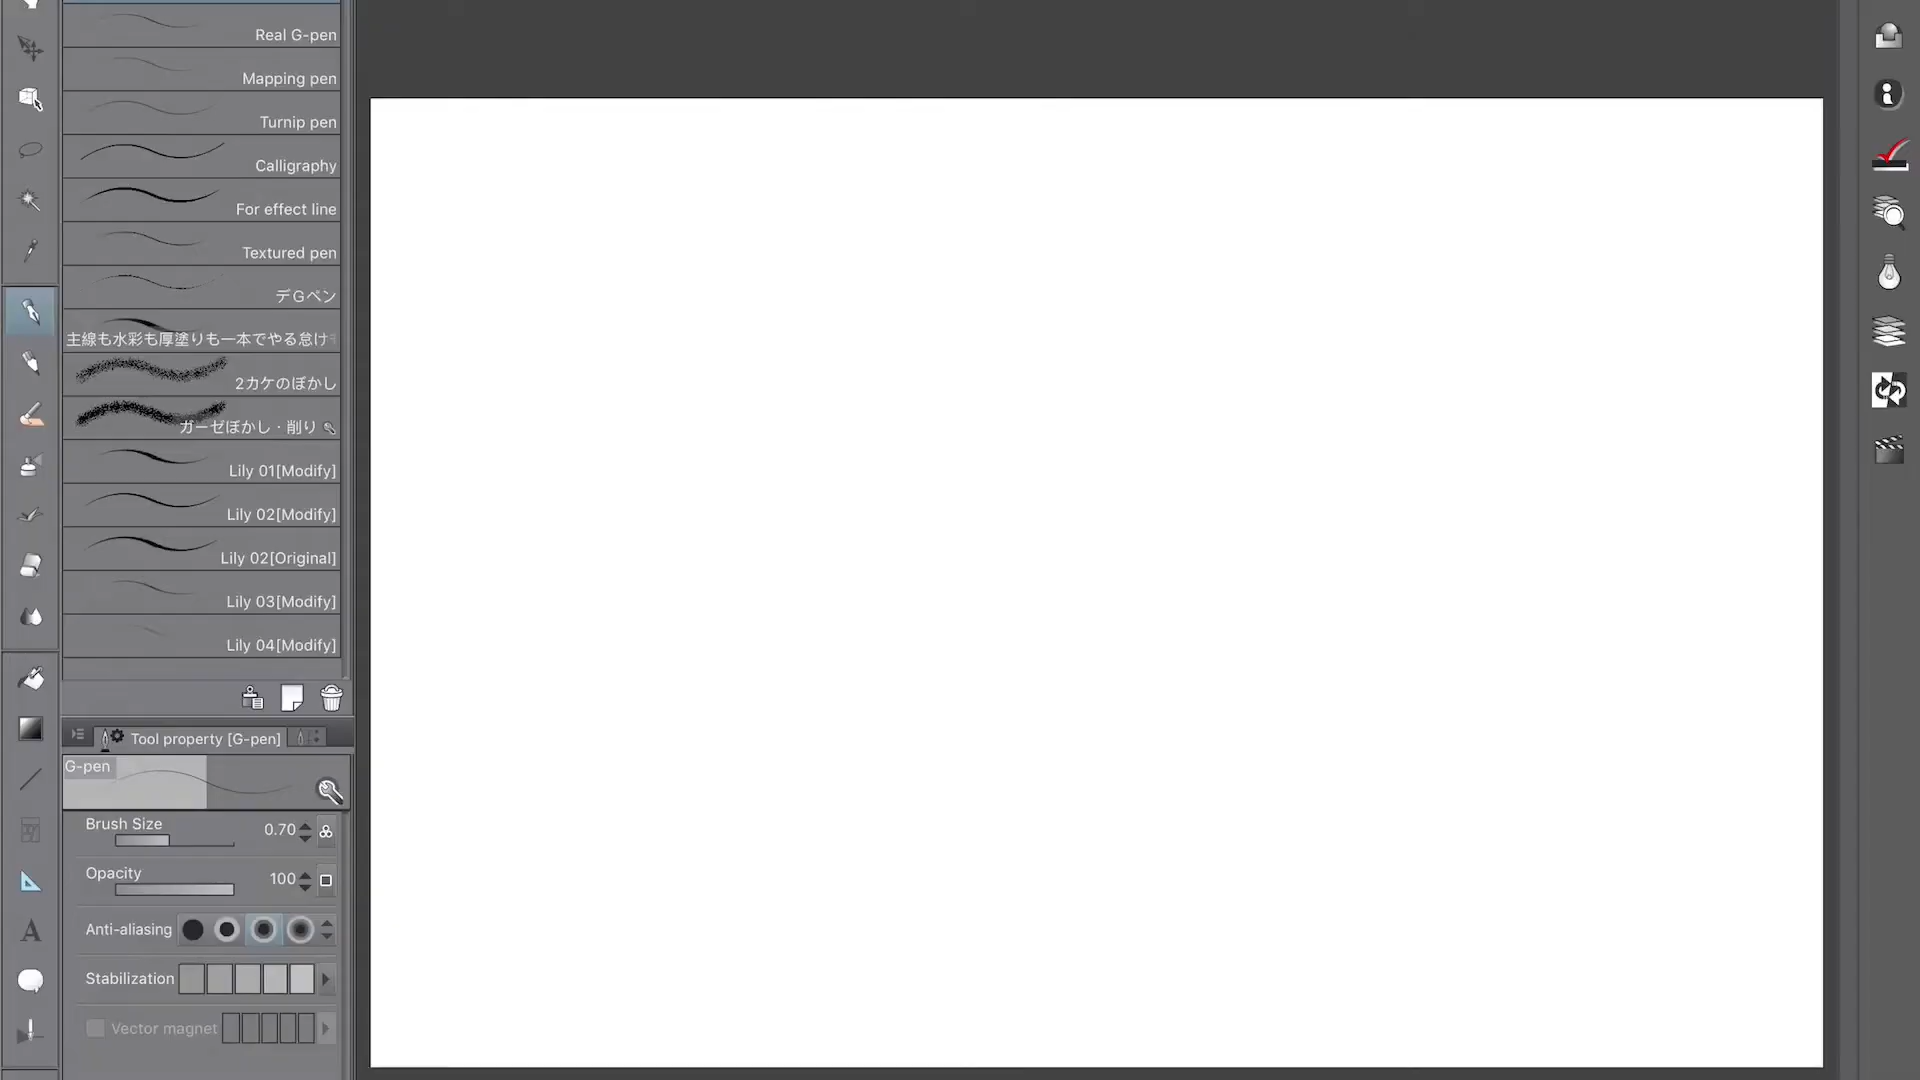 Real G-pen
Mapping pen
Turnip pen
Calligraphy
For effect line
Textured pen
デGペン
主線も水彩も厚塗りも一本でやる怠け
2カケのぼかし
ガーゼぼかし・削り
Lily 01[Modify]
Lily 02[Modify]
Lily 02[Original]
Lily 03[Modify]
Lily 04[Modify]
Tool property [G-pen]
G-pen
Brush Size 0.70
Opacity 100
Anti-aliasing
Stabilization
Vector magnet